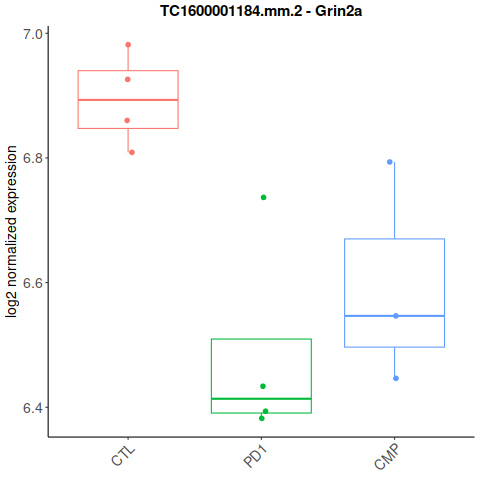 TC1600001184.mm.2 - Grin2a
log2 normalized expression
7.0
6.8
6.6
6.4
CTL
PD1
CMP